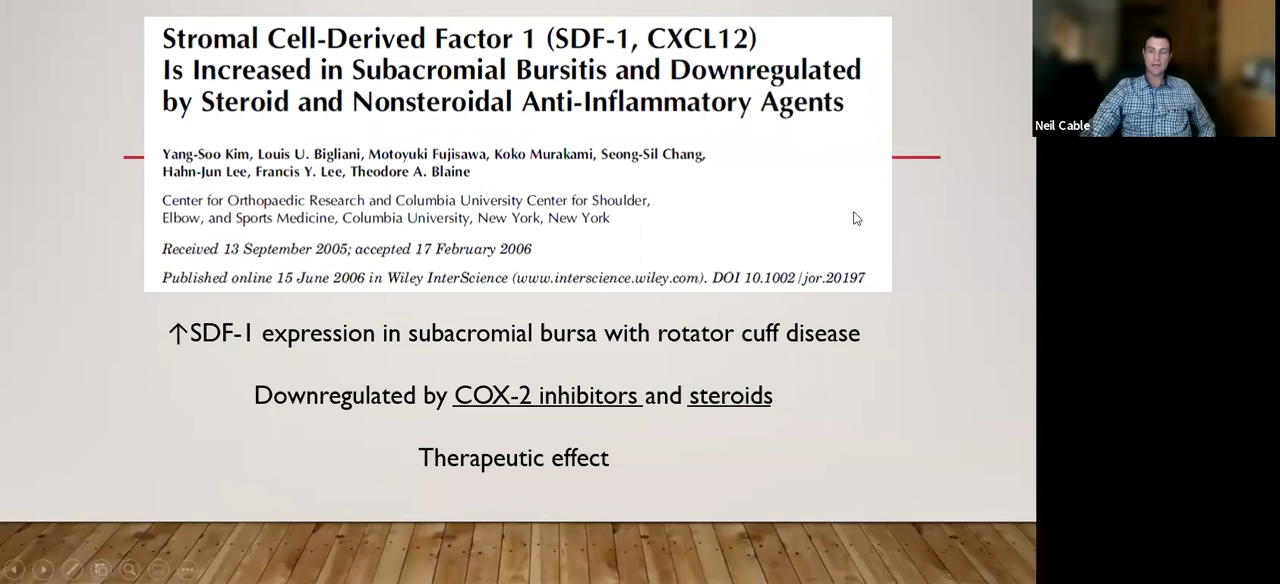 Stromal Cell-Derived Factor 1 (SDF-1, CXCL12)
Is Increased in Subacromial Bursitis and Downregulated
by Steroid and Nonsteroidal Anti-Inflammatory Agents
Yang-Soo Kim, Louis U. Bigliani, Motoyuki Fujisawa, Koko Murakami, Seong-Sil Chang,
Hahn-Jun Lee, Francis Y. Lee, Theodore A. Blaine
Center for Orthopaedic Research and Columbia University Center for Shoulder,
Elbow, and Sports Medicine, Columbia University, New York, New York
Received 13 September 2005; accepted 17 February 2006
Published online 15 June 2006 in Wiley InterScience (www.interscience.wiley.com). DOI 10.1002/jor.20197
↑SDF-1 expression in subacromial bursa with rotator cuff disease
Downregulated by COX-2 inhibitors and steroids
Therapeutic effect
Neil Cable